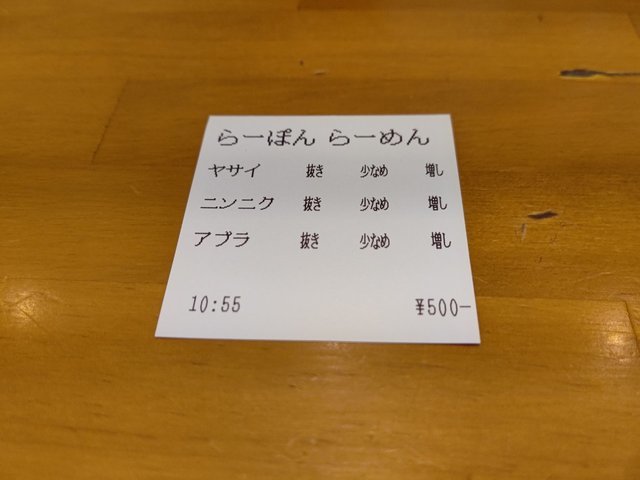 らーぽん らーめん
ヤサイ 抜き 少なめ 増し
ニンニク 抜き 少なめ 増し
アブラ 抜き 少なめ 増し
10:55 ¥500-